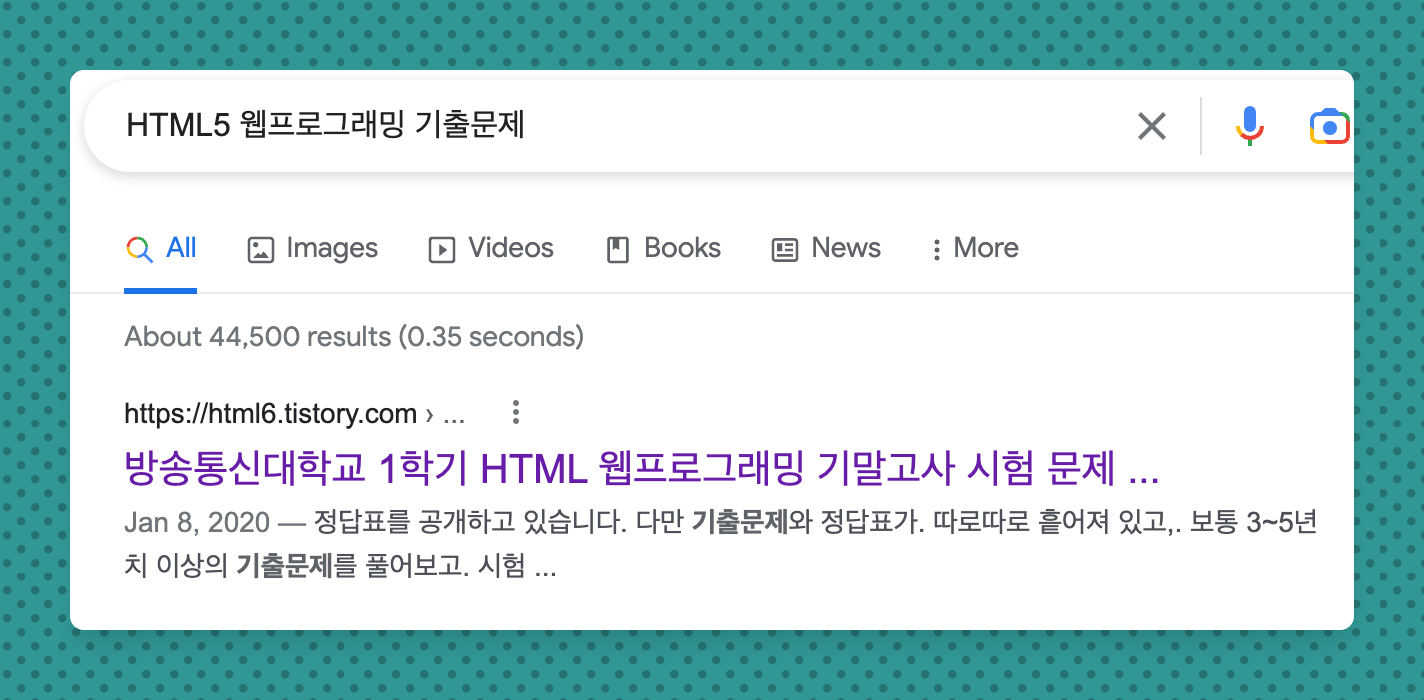 HTML5 웹프로그래밍 기출문제
All Images Videos Books News More
About 44,500 results (0.35 seconds)
https://html6.tistory.com › ...
방송통신대학교 1학기 HTML 웹프로그래밍 기말고사 시험 문제 ...
Jan 8, 2020 — 정답표를 공개하고 있습니다. 다만 기출문제와 정답표가. 따로따로 흩어져 있고,. 보통 3~5년
치 이상의 기출문제를 풀어보고. 시험 ...